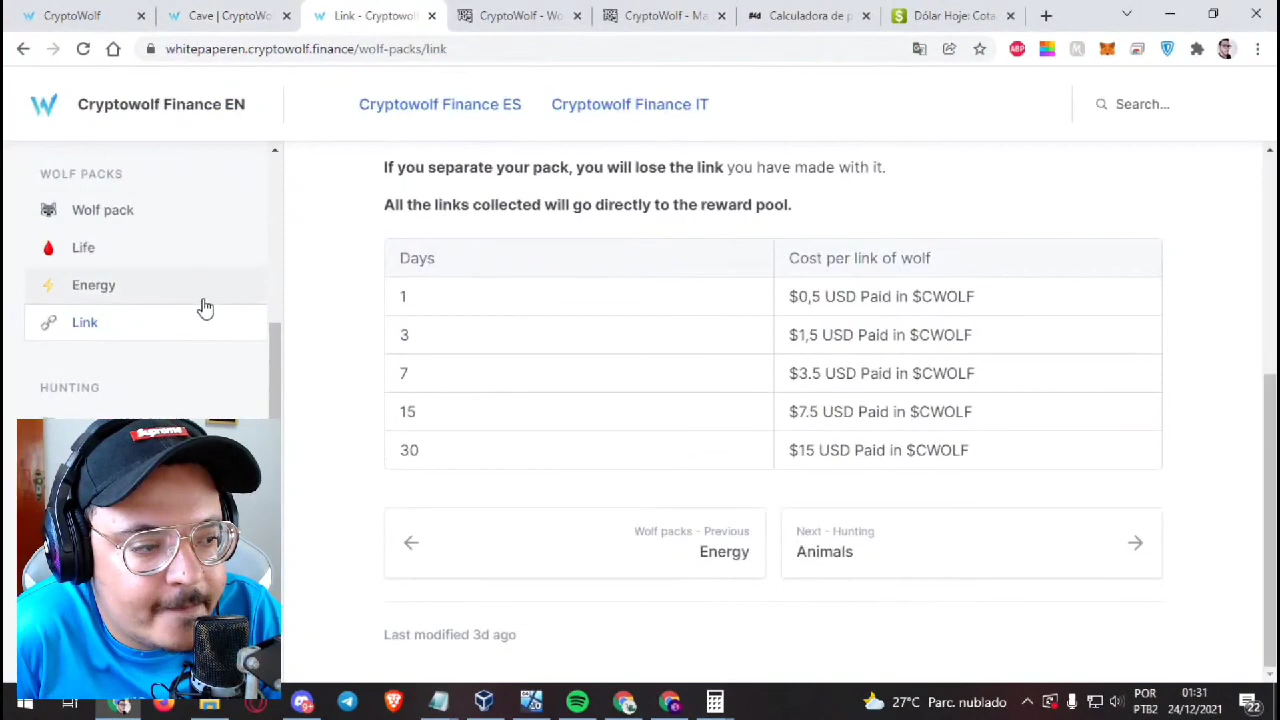 CryptoWolf
Cave | CryptoWo
Link - Cryptowolf
CryptoWolf - Wo
CryptoWolf - Ma
Calculadora de p
Dólar Hoje: Cota
whitepaperen.cryptowolf.finance/wolf-packs/link
ABP
Cryptowolf Finance EN
Cryptowolf Finance ES
Cryptowolf Finance IT
Search...
WOLF PACKS
Wolf pack
Life
Energy
Link
HUNTING
If you separate your pack, you will lose the link you have made with it.
All the links collected will go directly to the reward pool.
Days Cost per link of wolf
1 $0,5 USD Paid in $CWOLF
3 $1,5 USD Paid in $CWOLF
7 $3.5 USD Paid in $CWOLF
15 $7.5 USD Paid in $CWOLF
30 $15 USD Paid in $CWOLF
Wolf packs - Previous
Energy
Next - Hunting
Animals
Last modified 3d ago
Supreme
27°C Parc. nublado
POR
PTB2
01:31
24/12/2021
22